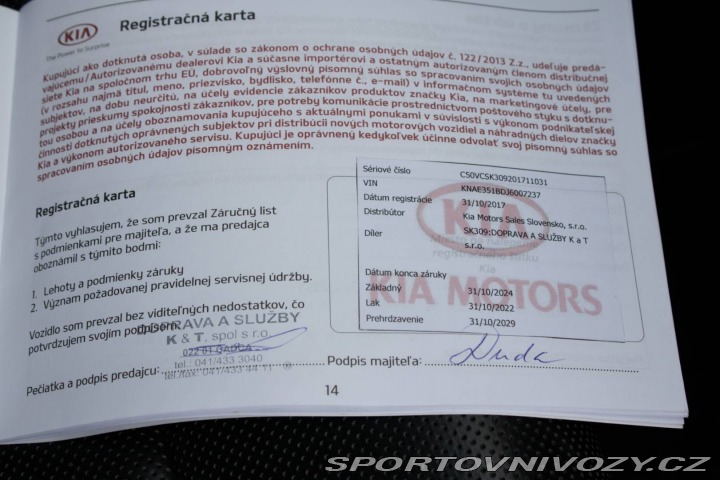 KIA
The Power to Surprise
Registračná karta
Kupujúci ako dotknutá osoba, v súlade so zákonom o ochrane osobných údajov č. 122/2013 Z.z., udeľuje predá-
vajúcemu/Autorizovanému dealerovi Kia a súčasne importérovi a ostatným autorizovaným členom distribučnej
siete Kia na spoločnom trhu EÚ, dobrovoľný výslovný písomný súhlas so spracovaním svojich osobných údajov
(v rozsahu najmä titul, meno, priezvisko, bydlisko, telefónne č., e-mail) v informačnom systéme tu uvedených
subjektov, na dobu neurčitú, na účely evidencie zákazníkov produktov značky Kia, na marketingové účely, pre
projekty prieskumy spokojnosti zákazníkov, pre potreby komunikácie prostredníctvom poštového styku s dotknu-
tou osobou a na účely oboznamovania kupujúceho s aktuálnymi ponukami v súvislosti s výkonom podnikateľskej
činnosti dotknutých oprávnených subjektov pri distribúcii nových motorových vozidiel a náhradných dielov značky
Kia a výkonom autorizovaného servisu. Kupujúci je oprávnený kedykoľvek účinne odvolať svoj písomný súhlas so
spracovaním osobných údajov písomným oznámením.
Registračná karta
Týmto vyhlasujem, že som prevzal Záručný list
s podmienkami pre majiteľa, a že ma predajca
oboznámil s týmito bodmi:
1. Lehoty a podmienky záruky
2. Význam požadovanej pravidelnej servisnej údržby.
Vozidlo som prevzal bez viditeľných nedostatkov, čo
potvrdzujem svojim podpisom.
DOPRAVA A SLUŽBY
K & T, spol s r.o.
022 01 ČADCA
tel.: 041/433 3040
tel./fax: 041/433 44 11
Pečiatka a podpis predajcu:
Sériové číslo C50VCSK309201711031
VIN KNAE351BDJ6007237
Dátum registrácie 31/10/2017
Distribútor Kia Motors Sales Slovensko, s.r.o.
Díler SK309:DOPRAVA A SLUŽBY K a T
s.r.o.
Kia
KIA MOTORS
Dátum konca záruky
Základný 31/10/2024
Lak 31/10/2022
Prehrdzavenie 31/10/2029
Podpis majiteľa: Duda
14
SPORTOVNIVOZY.CZ